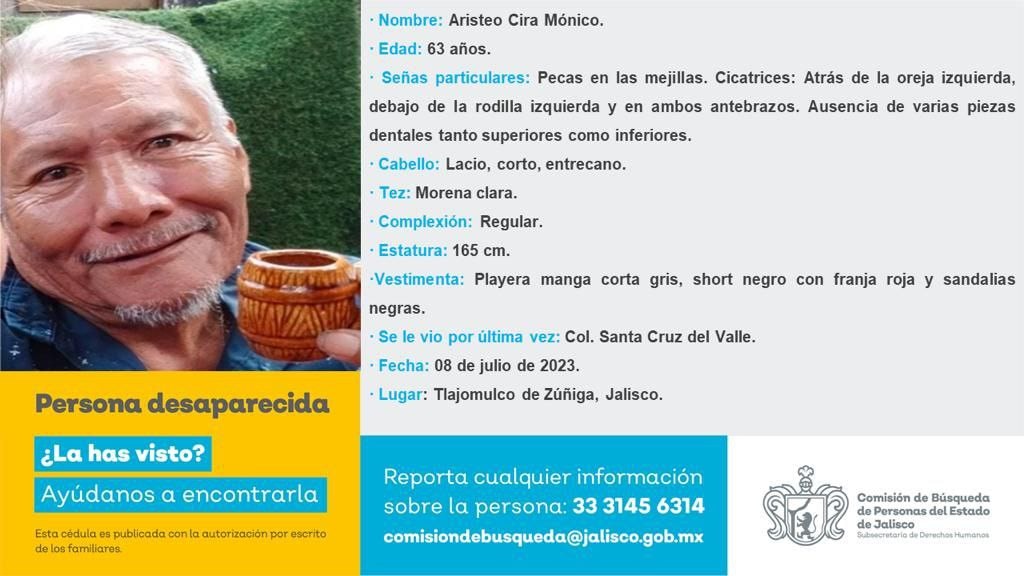 · Nombre: Aristeo Cira Mónico.
· Edad: 63 años.
· Señas particulares: Pecas en las mejillas. Cicatrices: Atrás de la oreja izquierda,
debajo de la rodilla izquierda y en ambos antebrazos. Ausencia de varias piezas
dentales tanto superiores como inferiores.
· Cabello: Lacio, corto, entrecano.
· Tez: Morena clara.
· Complexión: Regular.
· Estatura: 165 cm.
·Vestimenta: Playera manga corta gris, short negro con franja roja y sandalias
negras.
· Se le vio por última vez: Col. Santa Cruz del Valle.
· Fecha: 08 de julio de 2023.
· Lugar: Tlajomulco de Zúñiga, Jalisco.
Persona desaparecida
¿La has visto?
Ayúdanos a encontrarla
Esta cédula es publicada con la autorización por escrito
de los familiares.
Reporta cualquier información
sobre la persona: 33 3145 6314
comisiondebusqueda@jalisco.gob.mx
Comisión de Búsqueda
de Personas del Estado
de Jalisco
Subsecretaría de Derechos Humanos